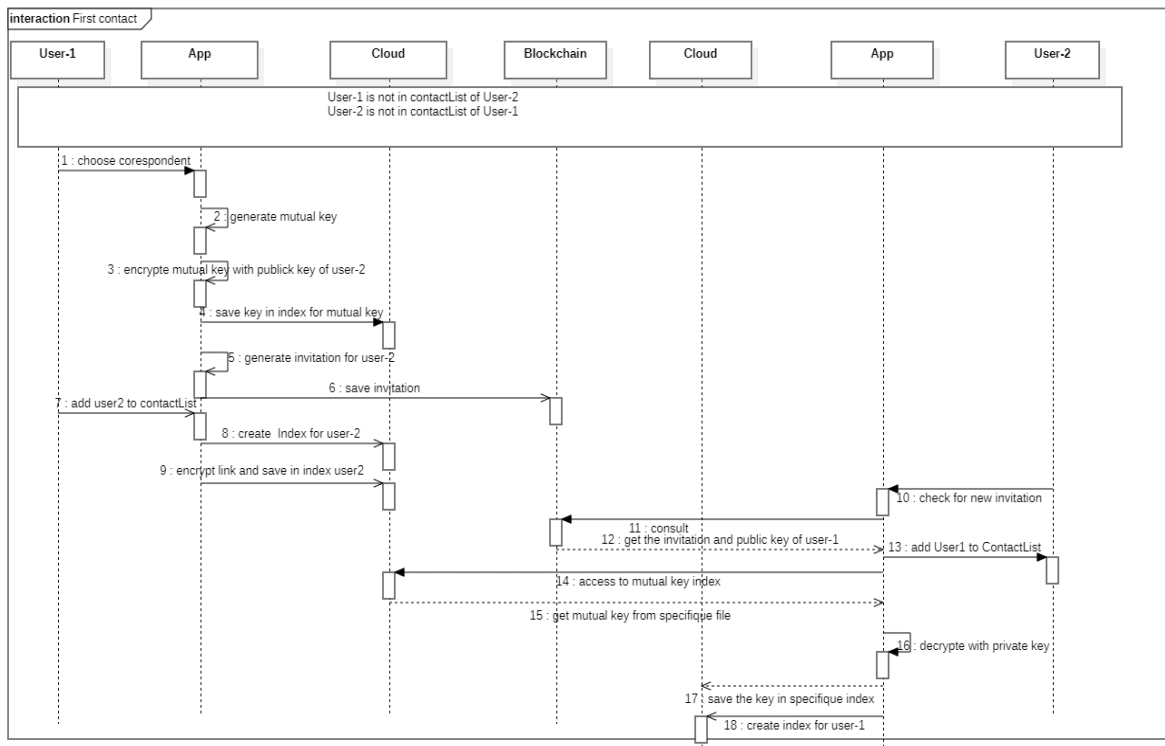 interaction First contact
User-1
App
Cloud
Blockchain
Cloud
App
User-2
User-1 is not in contactList of User-2
User-2 is not in contactList of User-1
1 : choose corespondent
2 : generate mutual key
3 : encrypte mutual key with publick key of user-2
4 : save key in index for mutual key
5 : generate invitation for user-2
6 : save invitation
7 : add user2 to contactList
8 : create Index for user-2
9 : encrypt link and save in index user2
10 : check for new invitation
11 : consult
12 : get the invitation and public key of user-1
13 : add User1 to ContactList
14 : access to mutual key index
15 : get mutual key from specifique file
16 : decrypte with private key
17 : save the key in specifique index
18 : create index for user-1